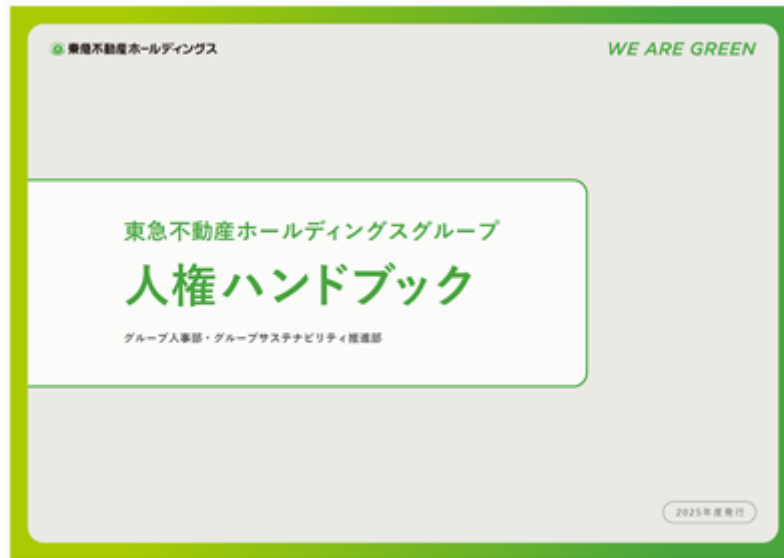 東急不動産ホールディングス
WE ARE GREEN
東急不動産ホールディングスグループ
人権ハンドブック
グループ人事部・グループサステナビリティ推進部
2025年度発行